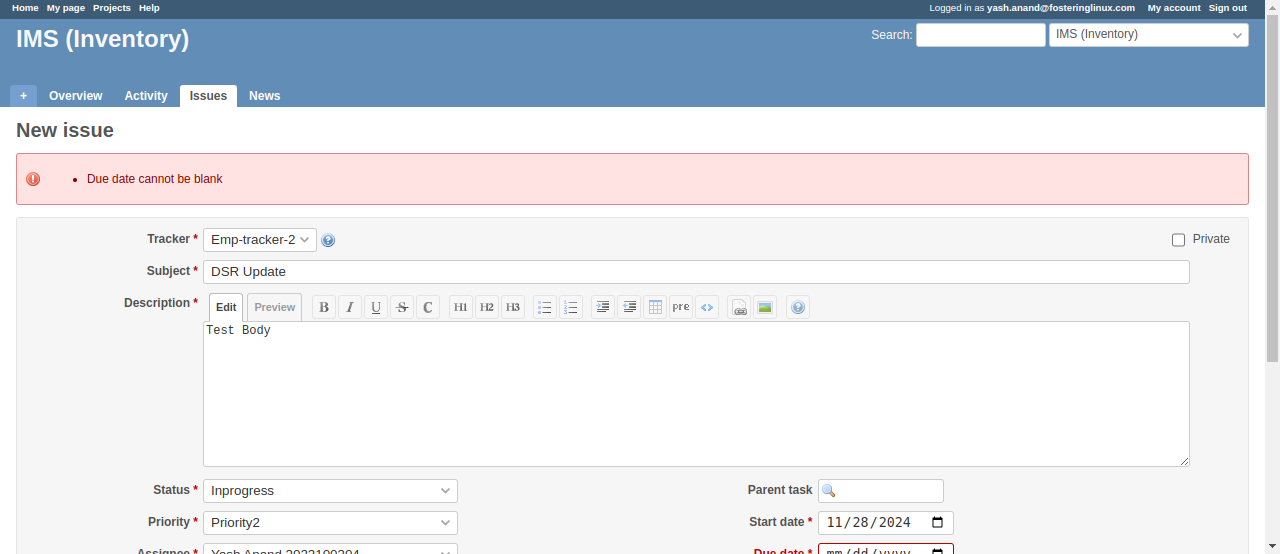 Home My page Projects Help Logged in as yash.anand@fosteringlinux.com My account Sign out
IMS (Inventory) Search: IMS (Inventory)
+ Overview Activity Issues News
New issue
Due date cannot be blank
Tracker * Emp-tracker-2 Private
Subject * DSR Update
Description * Edit Preview B I U S C H1 H2 H3 pre
Test Body
Status * Inprogress Parent task
Priority * Priority2 Start date * 11/28/2024
Assignee * Yash Anand 2022100304 Due date * mm/dd/yyyy